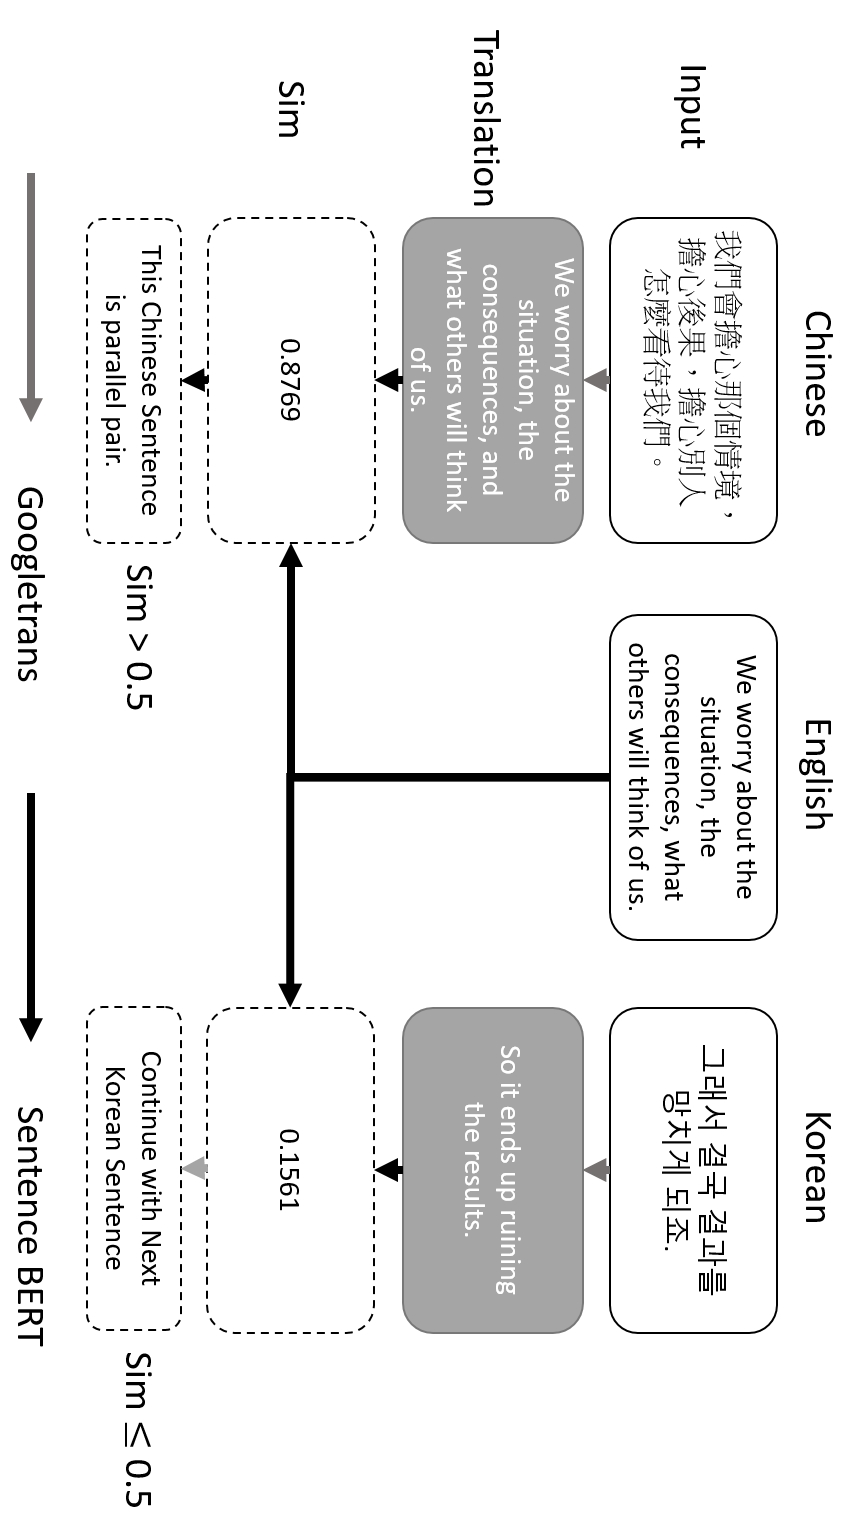 Chinese
English
Korean
Input
我們會擔心那個情境，
擔心後果，擔心別人
怎麼看待我們。
We worry about the
situation, the
consequences, what
others will think of us.
그래서 결국 결과를
망치게 되죠.
Translation
We worry about the
situation, the
consequences, and
what others will think
of us.
So it ends up ruining
the results.
Sim
0.8769
0.1561
This Chinese Sentence
is parallel pair.
Sim > 0.5
Continue with Next
Korean Sentence
Sim ≤ 0.5
Googletrans
Sentence BERT